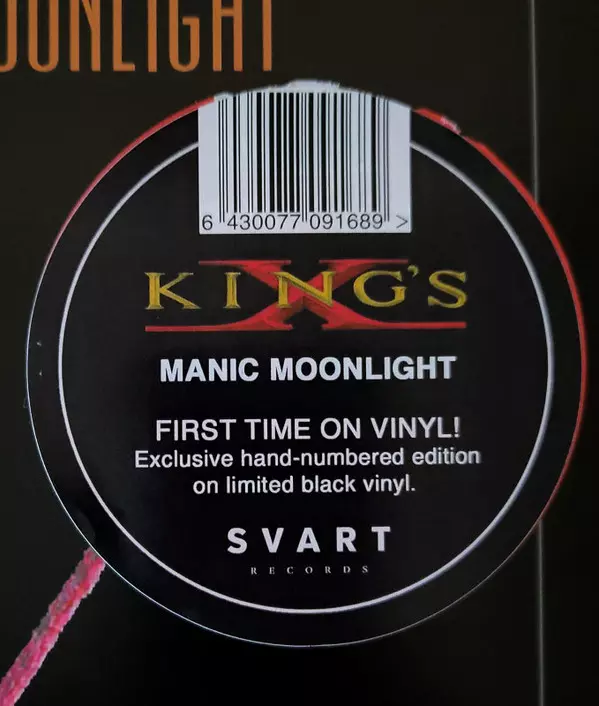 OONLIGHT
6 430077 091689 >
KING'S X
MANIC MOONLIGHT
FIRST TIME ON VINYL!
Exclusive hand-numbered edition
on limited black vinyl.
SVART
RECORDS